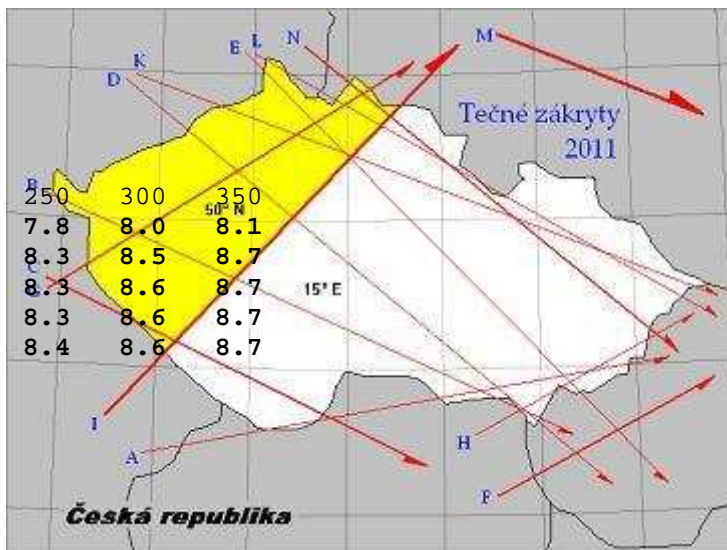 N
M
K
E L
D
Tečné zákryty
2011
B
250 300 350
50° N
7.8 8.0 8.1
8.3 8.5 8.7
C
8.3 8.6 8.7
15° E
8.3 8.6 8.7
8.4 8.6 8.7
I
A
H
F
Česká republika